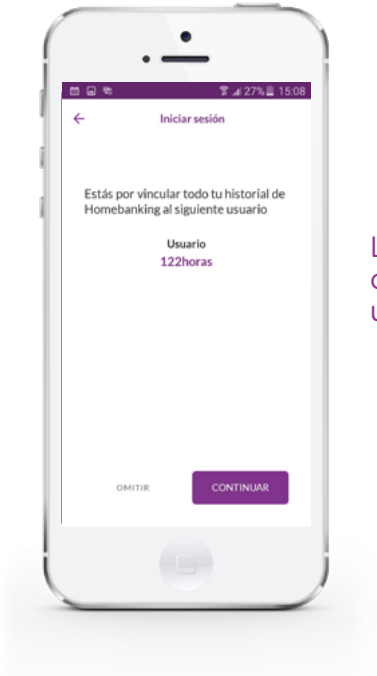 27% 15:08
Iniciar sesión
Estás por vincular todo tu historial de
Homebanking al siguiente usuario
Usuario
122horas
OMITIR
CONTINUAR